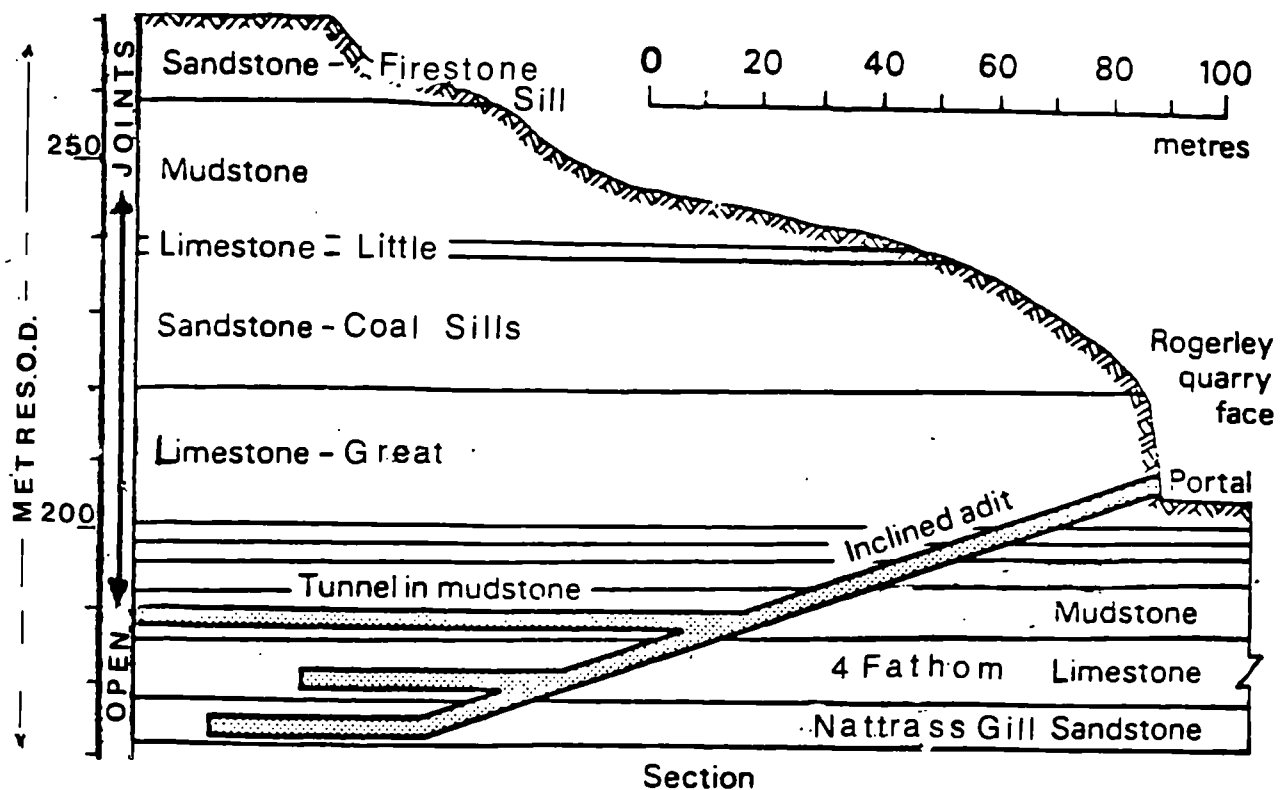 Sandstone - Firestone
Sill
0 20 40 60 80 100
metres
250
Mudstone
Limestone = Little
Sandstone - Coal Sills
Rogerley
quarry
face
Limestone - Great
Portal
200
Inclined adit
Tunnel in mudstone
Mudstone
4 Fathom Limestone
Nattrass Gill Sandstone
Section
METRES.O.D.
OPEN JOINTS